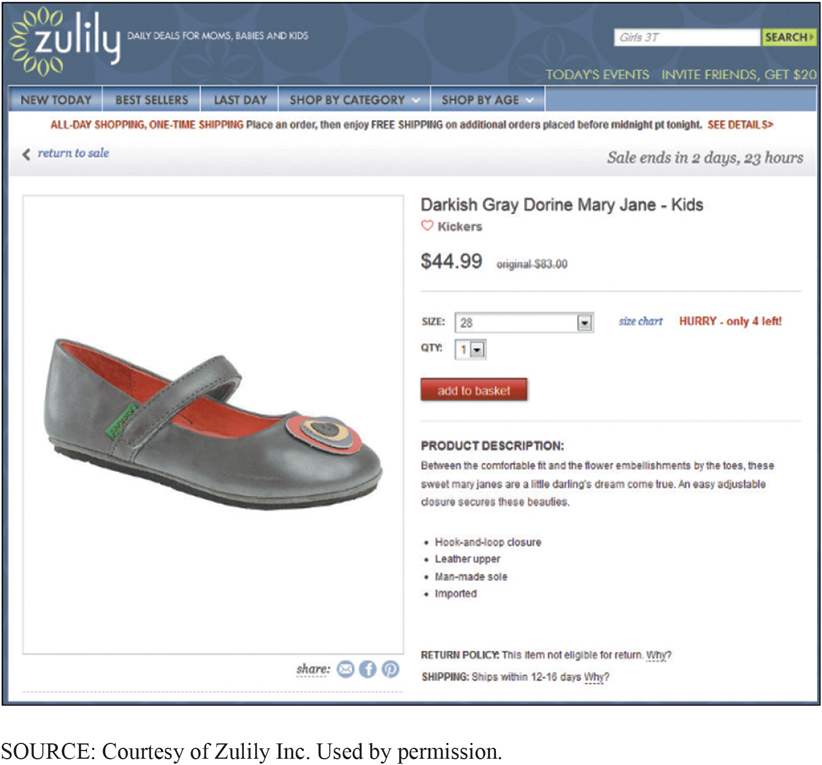 zulily DAILY DEALS FOR MOMS, BABIES AND KIDS
Girls 3T SEARCH
TODAY'S EVENTS INVITE FRIENDS, GET $20
NEW TODAY BEST SELLERS LAST DAY SHOP BY CATEGORY SHOP BY AGE
ALL-DAY SHOPPING, ONE-TIME SHIPPING Place an order, then enjoy FREE SHIPPING on additional orders placed before midnight pt tonight. SEE DETAILS>
return to sale
Sale ends in 2 days, 23 hours
Darkish Gray Dorine Mary Jane - Kids
Kickers
$44.99 original $83.00
SIZE: 28 size chart HURRY - only 4 left!
QTY: 1
add to basket
PRODUCT DESCRIPTION:
Between the comfortable fit and the flower embellishments by the toes, these
sweet mary janes are a little darling's dream come true. An easy adjustable
closure secures these beauties.
• Hook-and-loop closure
• Leather upper
• Man-made sole
• Imported
RETURN POLICY: This item not eligible for return. Why?
SHIPPING: Ships within 12-16 days Why?
share:
SOURCE: Courtesy of Zulily Inc. Used by permission.